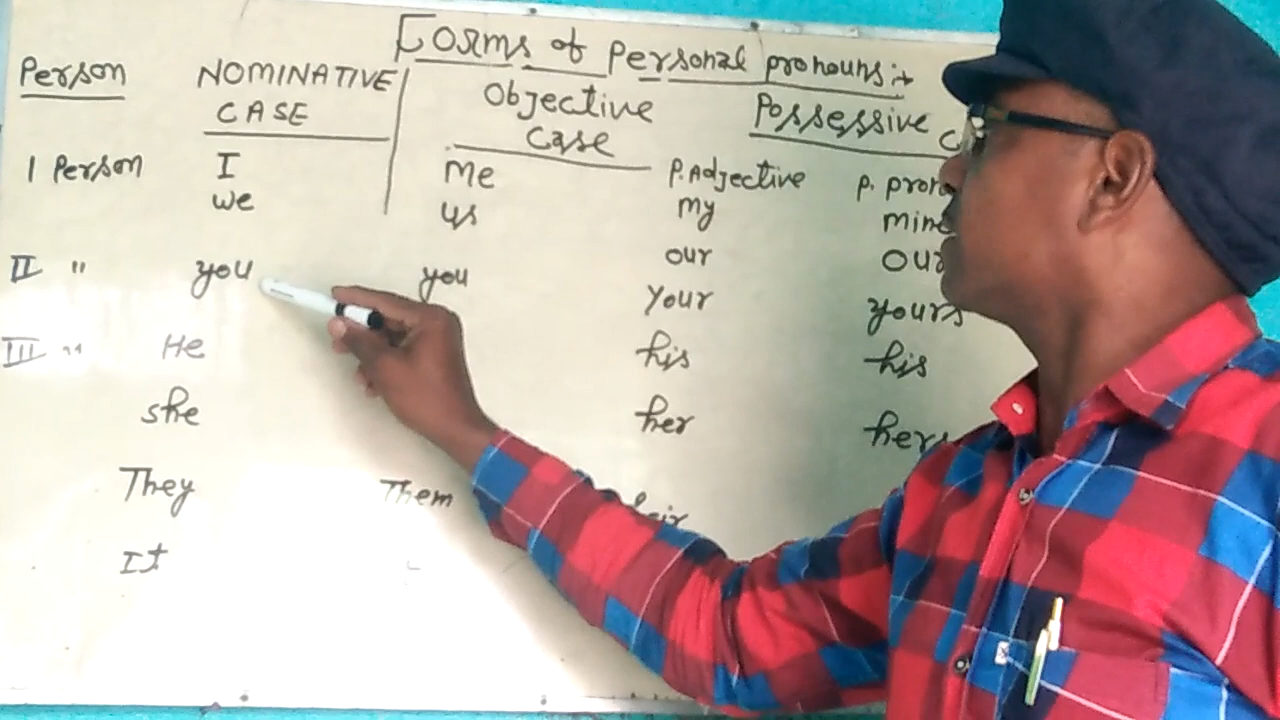 Forms of personal pronouns :→
Person NOMINATIVE CASE Objective Case Possessive
P. Adjective P.
I Person I me my
we us our
II " you you your yours
III " He his his
she her hers
They Them
It